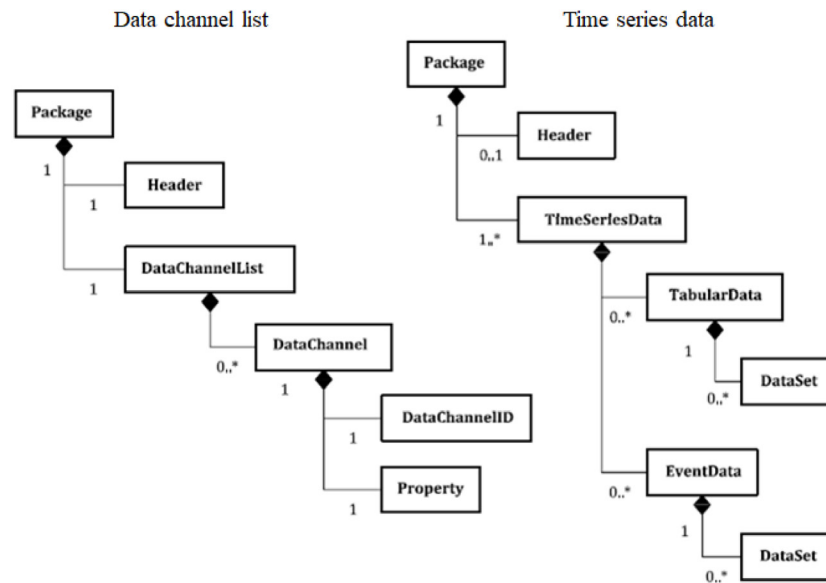 Data channel list
Package
1
Header
1
DataChannelList
1
DataChannel
0..*
1
DataChannelID
1
Property
1
Time series data
Package
1
Header
0..1
TimeSeriesData
1..*
TabularData
0..*
1
DataSet
0..*
EventData
0..*
1
DataSet
0..*